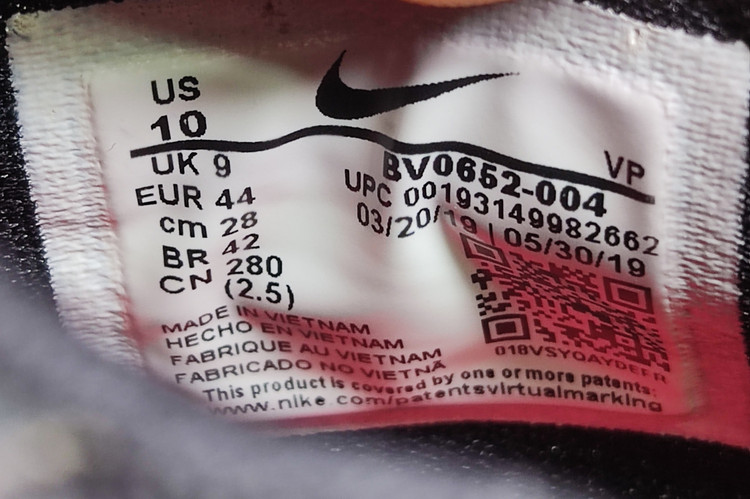 US
10
UK 9
EUR 44
cm 28
BR 42
CN 280
(2.5)
VP
BV0652-004
UPC 00193149982662
03/20/19 | 05/30/19
018VSYQAYDEFR
MADE IN VIETNAM
HECHO EN VIETNAM
FABRIQUE AU VIETNAM
FABRICADO NO VIETNÃ
This product is covered by one or more patents:
www.nike.com/patentsvirtualmarking